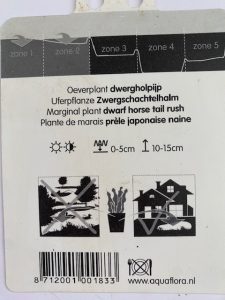 zone 1 zone 2 zone 3 zone 4 zone 5
Oeverplant dwergholpijp
Uferpflanze Zwergschachtelhalm
Marginal plant dwarf horse tail rush
Plante de marais prèle japonaise naine
0-5cm 10-15cm
8 712001 001833
www.aquaflora.nl